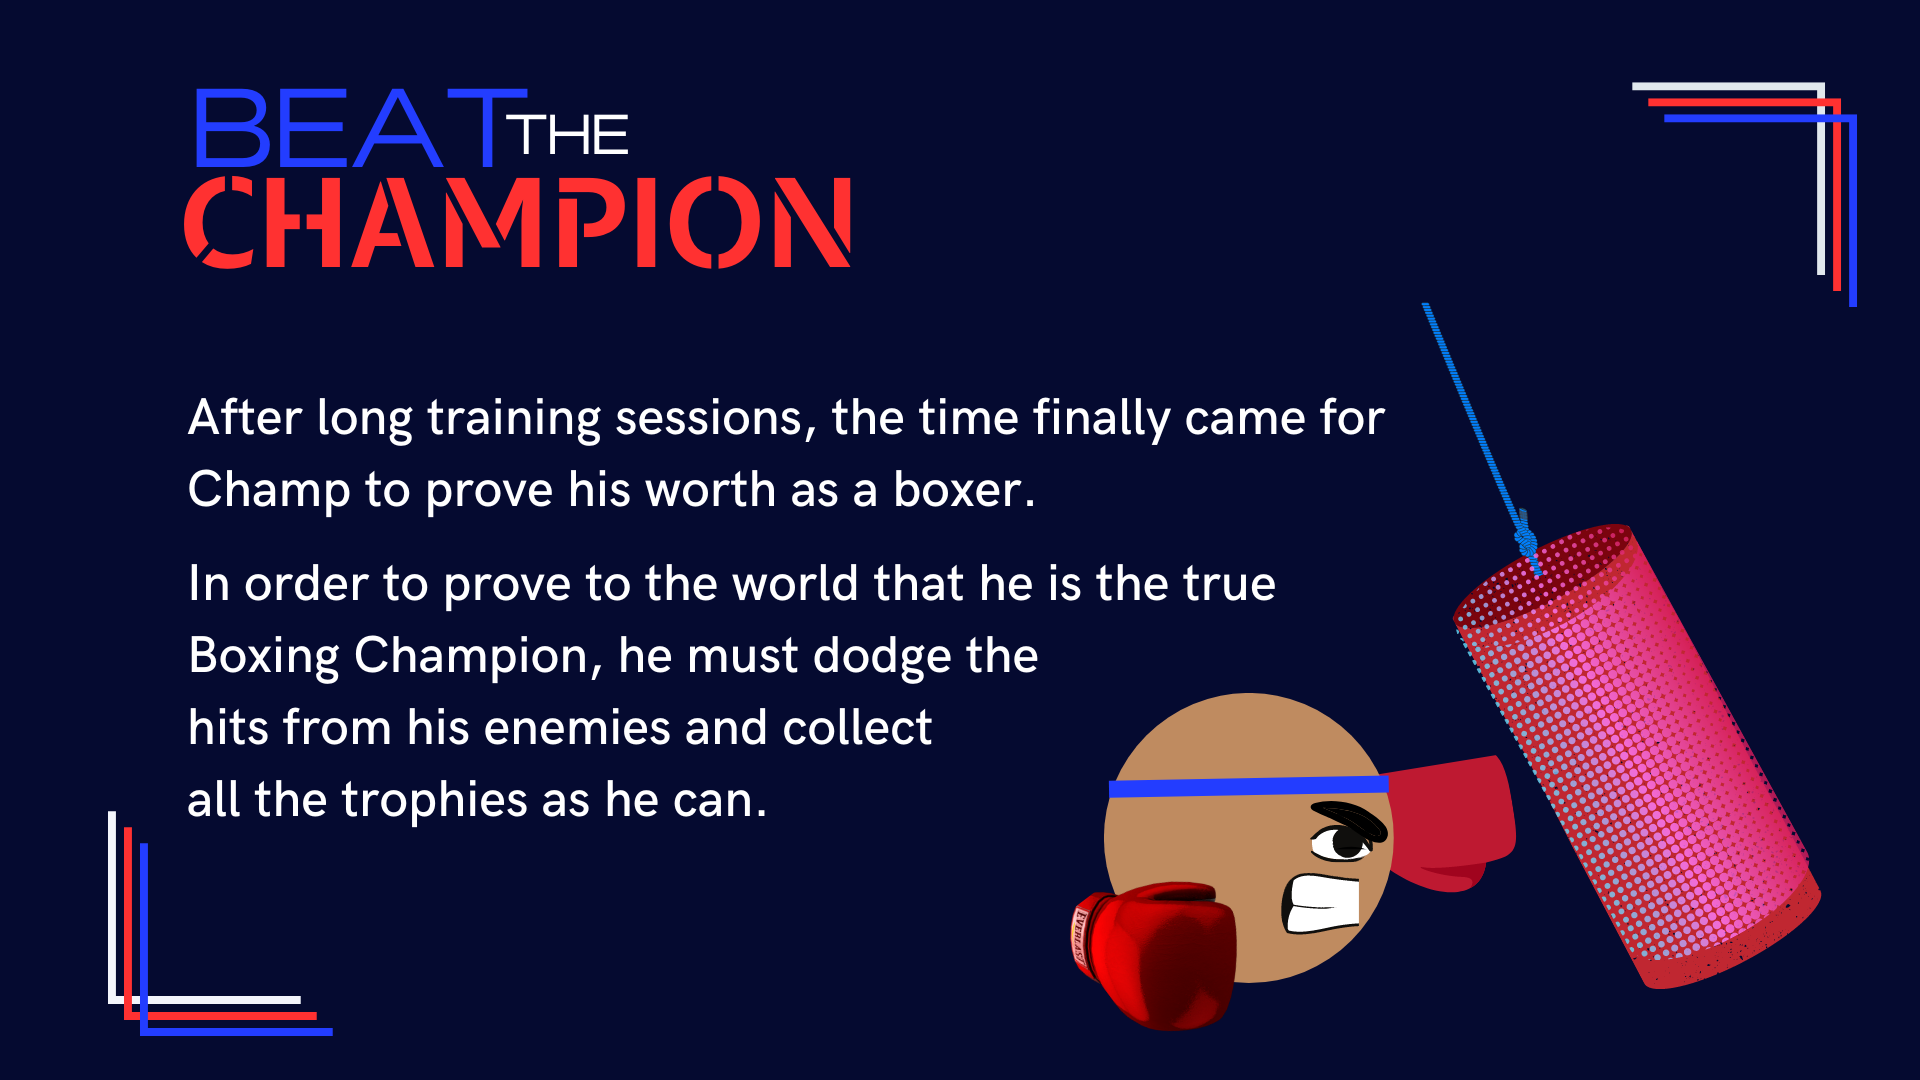 BEAT THE
CHAMPION
After long training sessions, the time finally came for
Champ to prove his worth as a boxer.
In order to prove to the world that he is the true
Boxing Champion, he must dodge the
hits from his enemies and collect
all the trophies as he can.
EVERLAST